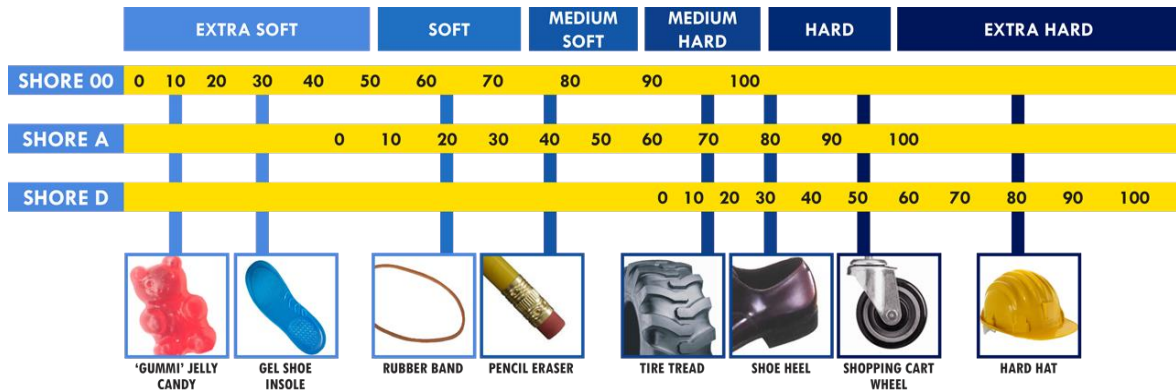 EXTRA SOFT SOFT MEDIUM SOFT MEDIUM HARD HARD EXTRA HARD
SHORE 00 0 10 20 30 40 50 60 70 80 90 100
SHORE A 0 10 20 30 40 50 60 70 80 90 100
SHORE D 0 10 20 30 40 50 60 70 80 90 100
'GUMMI' JELLY CANDY
GEL SHOE INSOLE
RUBBER BAND
PENCIL ERASER
TIRE TREAD
SHOE HEEL
SHOPPING CART WHEEL
HARD HAT